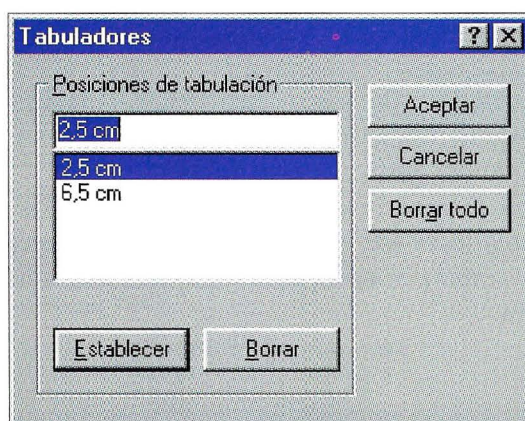 Tabuladores
Posiciones de tabulación
2,5 cm
2,5 cm
6,5 cm
Establecer
Borrar
Aceptar
Cancelar
Borrar todo